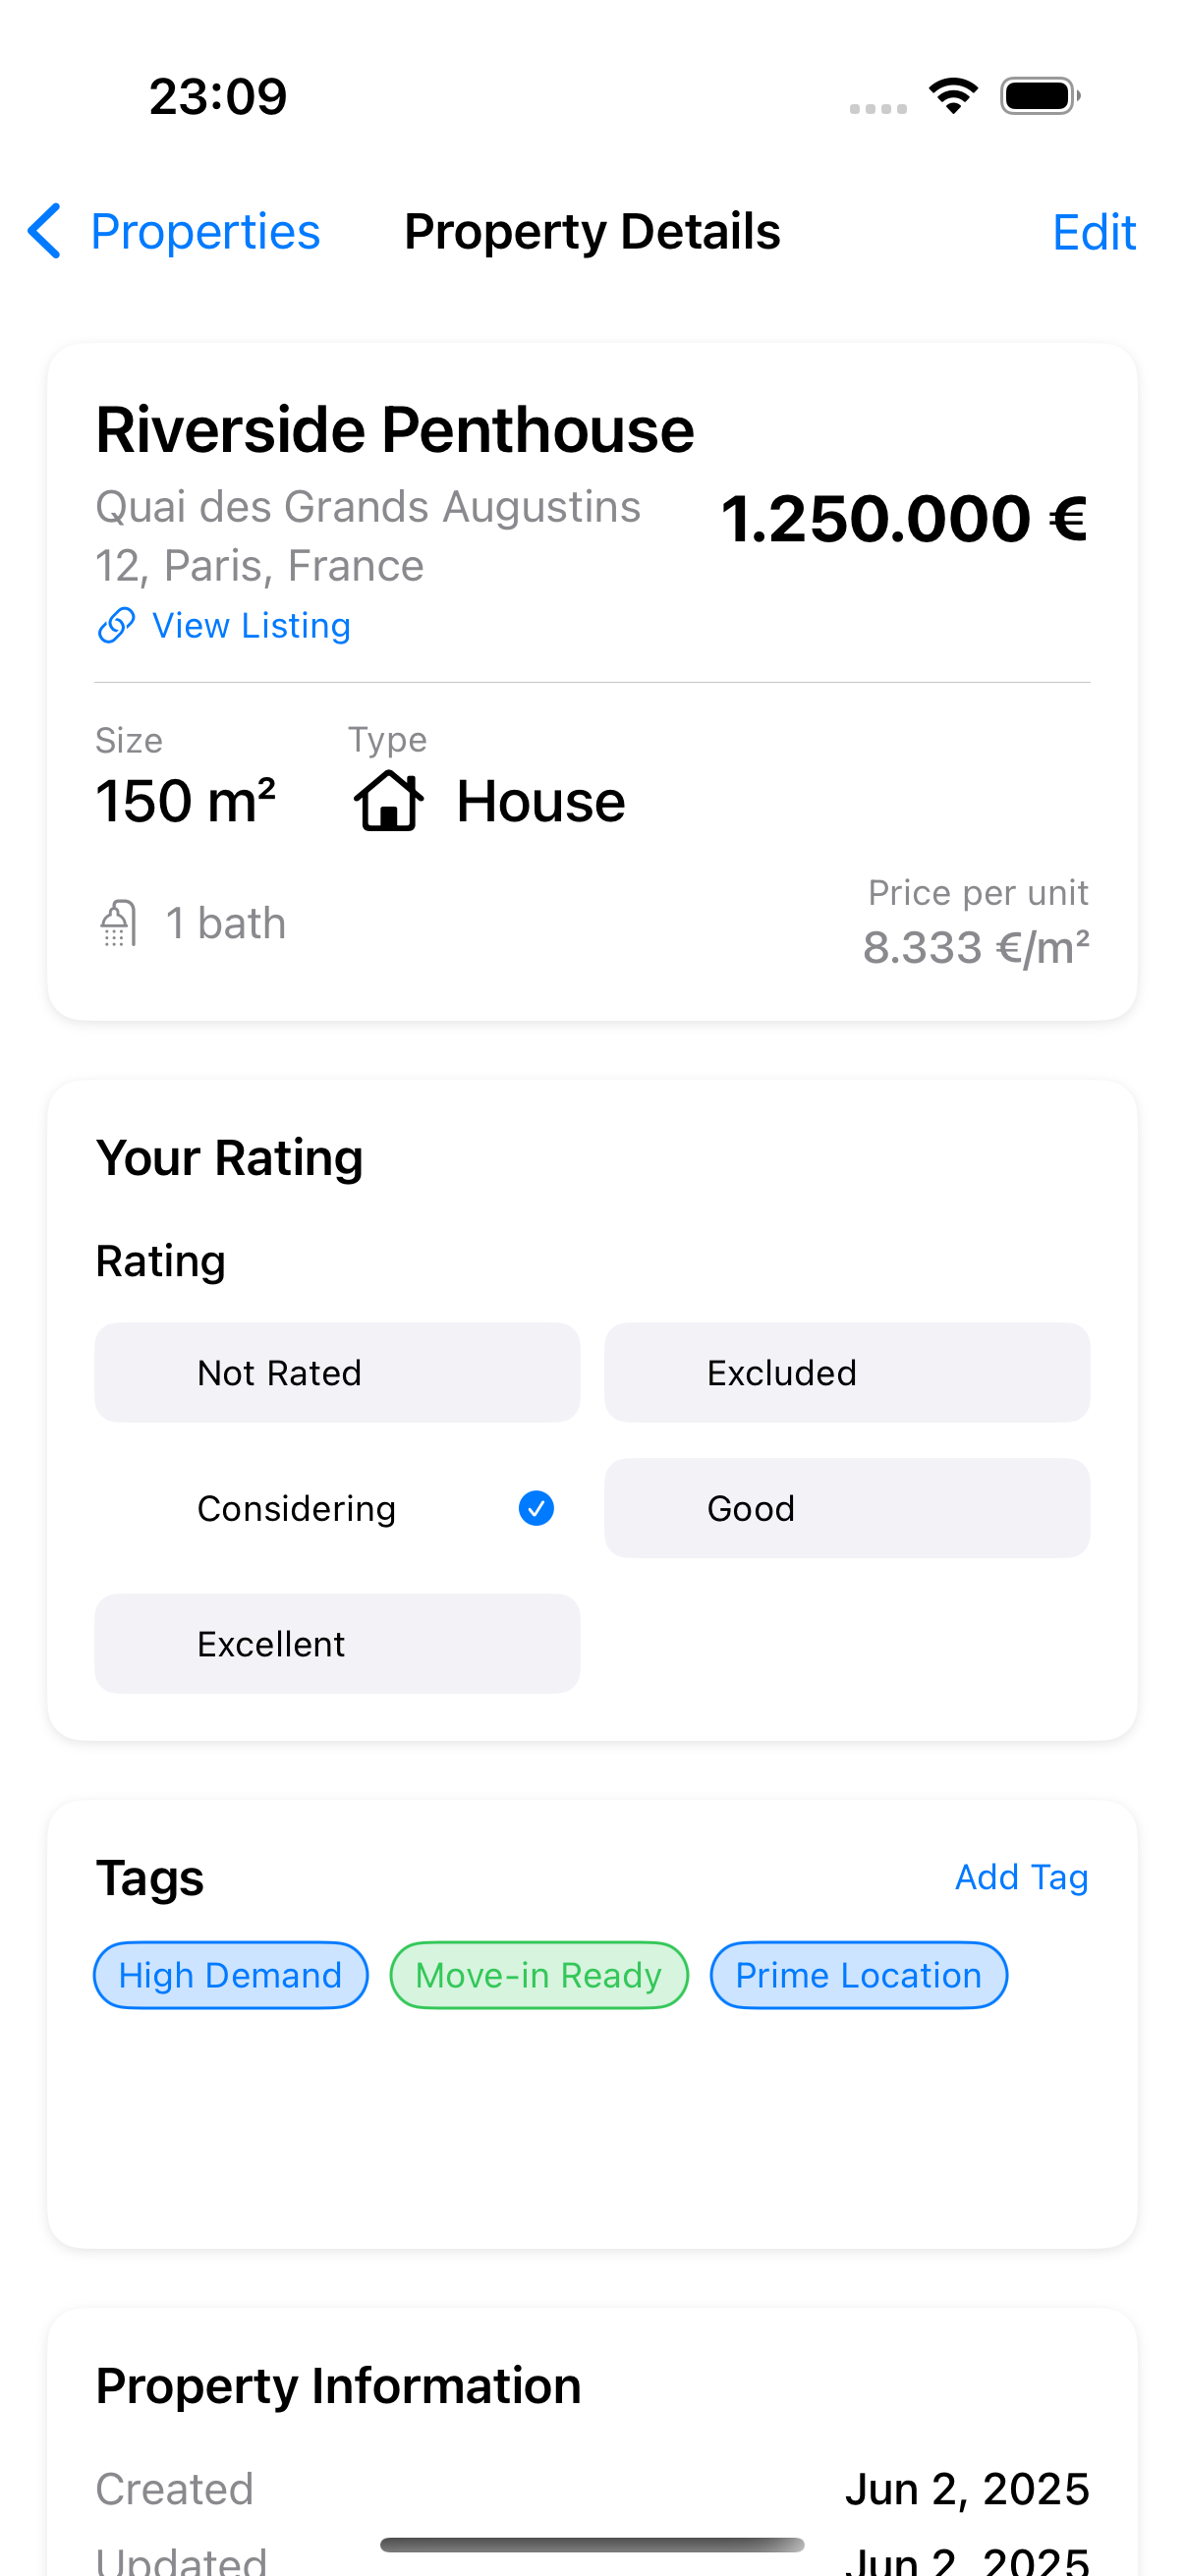 23:09
Properties
Property Details
Edit
Riverside Penthouse
Quai des Grands Augustins
12, Paris, France
1.250.000 €
View Listing
Size
Type
150 m²
House
1 bath
Price per unit
8.333 €/m²
Your Rating
Rating
Not Rated
Excluded
Considering
Good
Excellent
Tags
Add Tag
High Demand
Move-in Ready
Prime Location
Property Information
Created
Jun 2, 2025
Updated
Jun 2, 2025